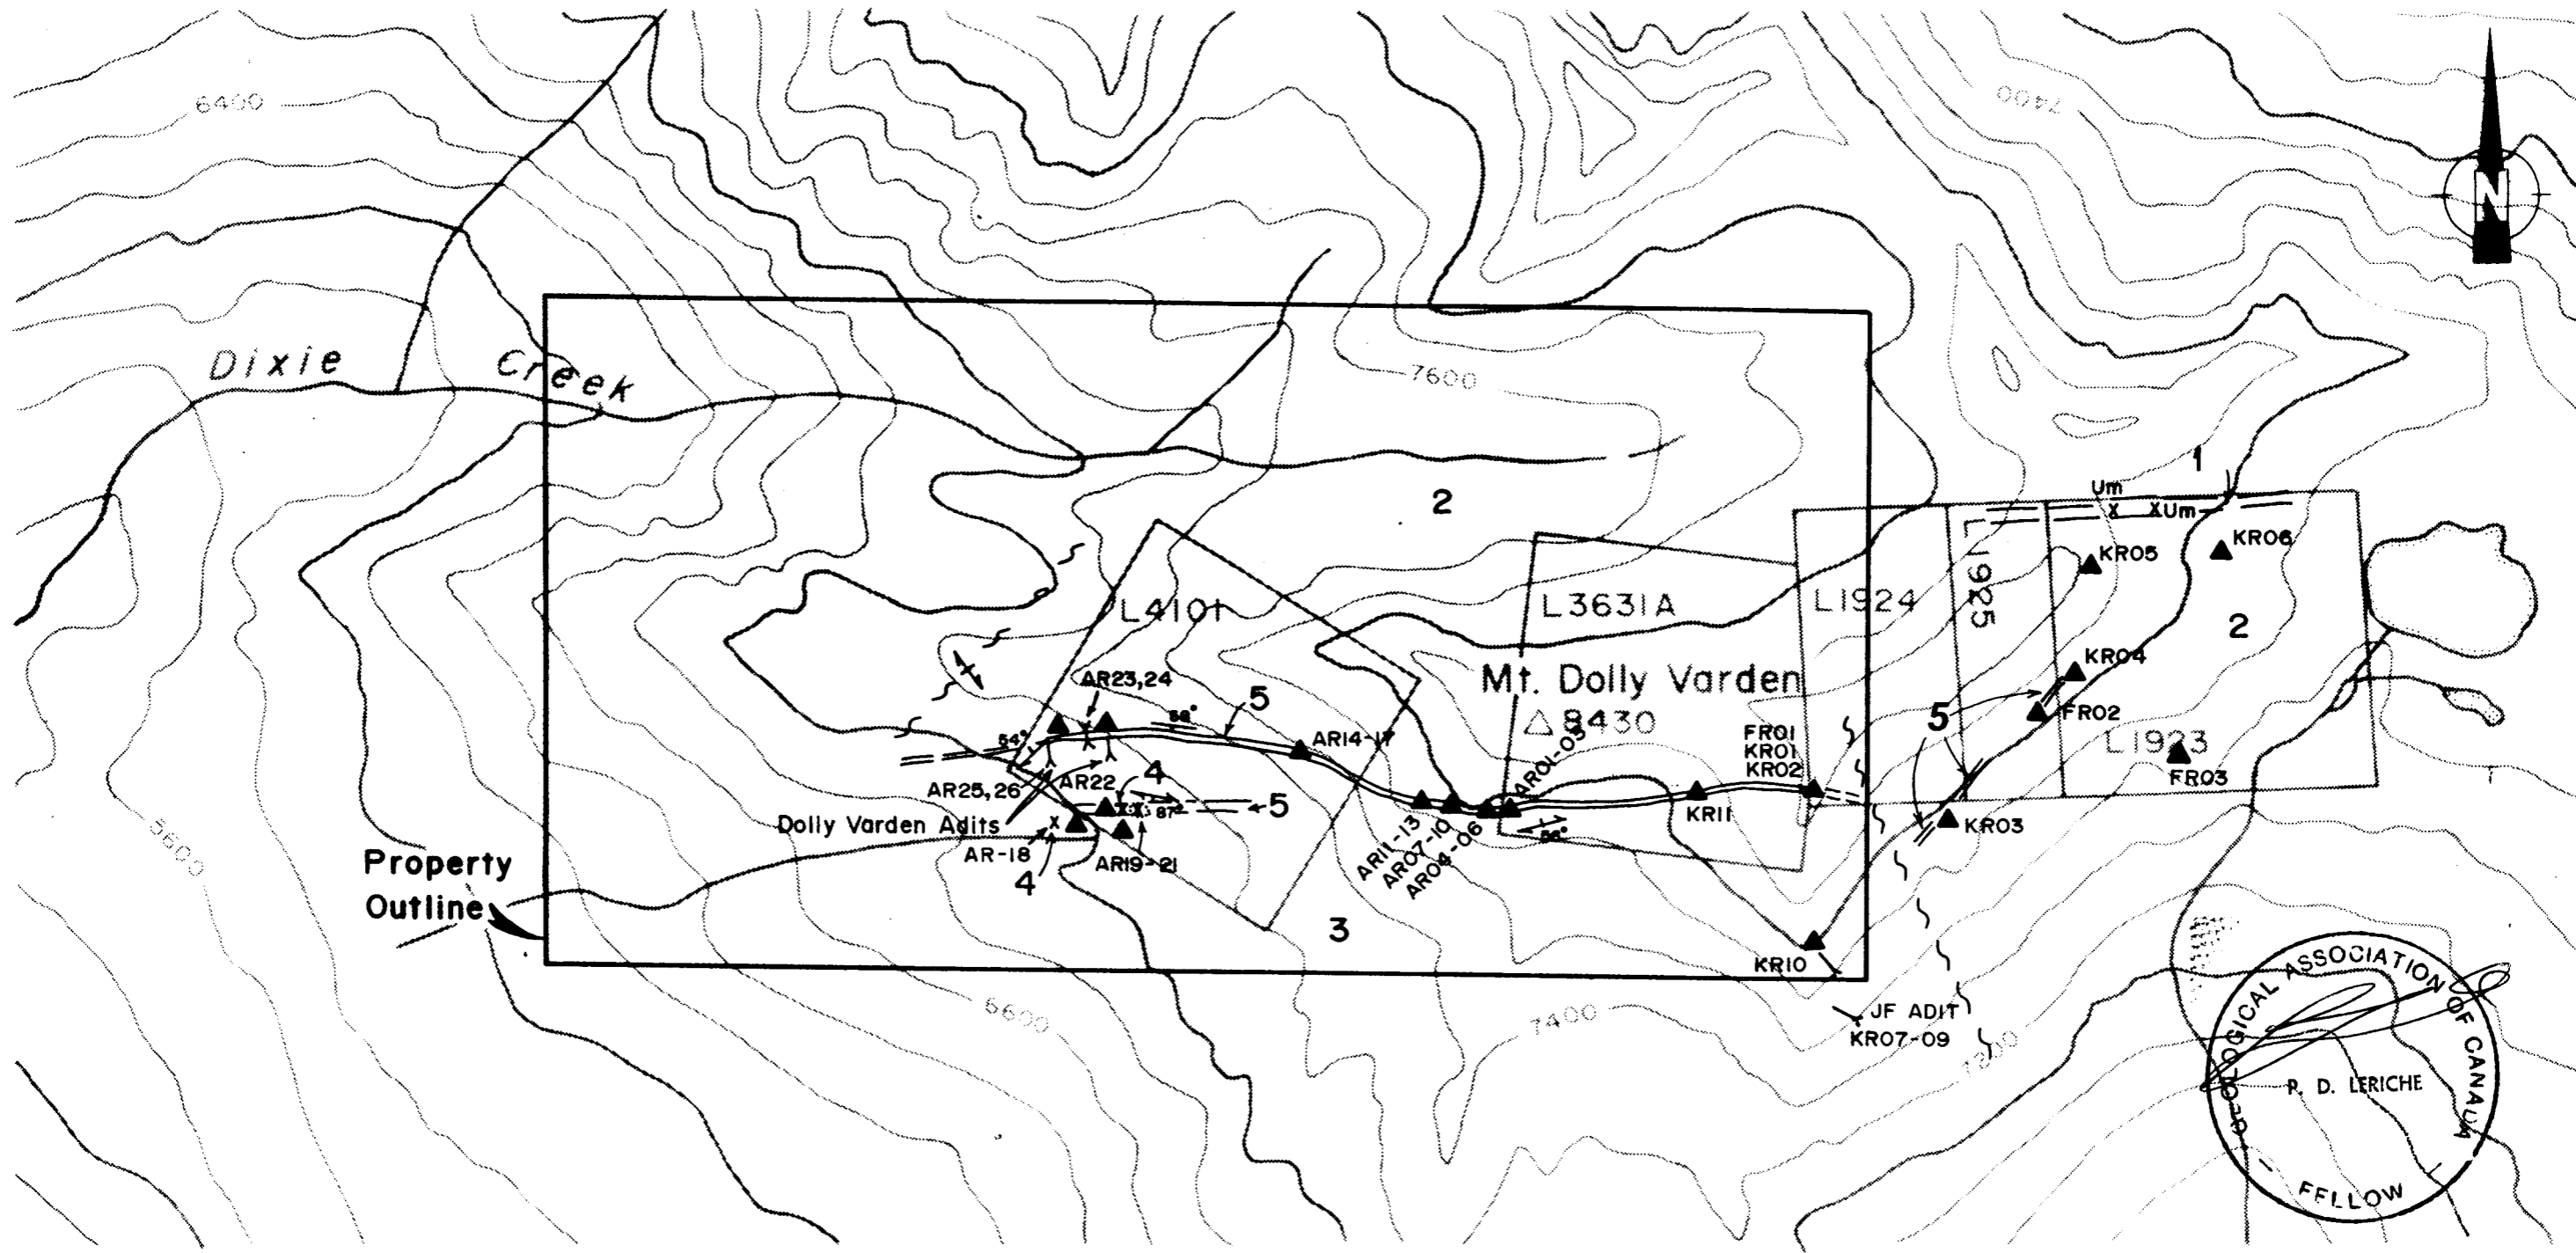 6400
7400
N
Dixie Creek
7600
1
Um
2
XUm
KR05
KR06
L4101
L3631A
L1924
L1925
2
KR04
AR23,24
5
Mt. Dolly Varden
58°
8430
5
FR02
54°
AR14-17
AR01-03
FR01
KR01
KR02
L1923
FR03
AR25,26
AR22
4
5
87°
KR11
KR03
Dolly Varden Adits
56°
5600
AR-18
AR19-21
AR11-13
AR07-10
AR04-06
4
Property
Outline
3
KR10
6600
7400
JF ADIT
KR07-09
7200
GEOLOGICAL ASSOCIATION OF CANADA
P. D. LERICHE
FELLOW